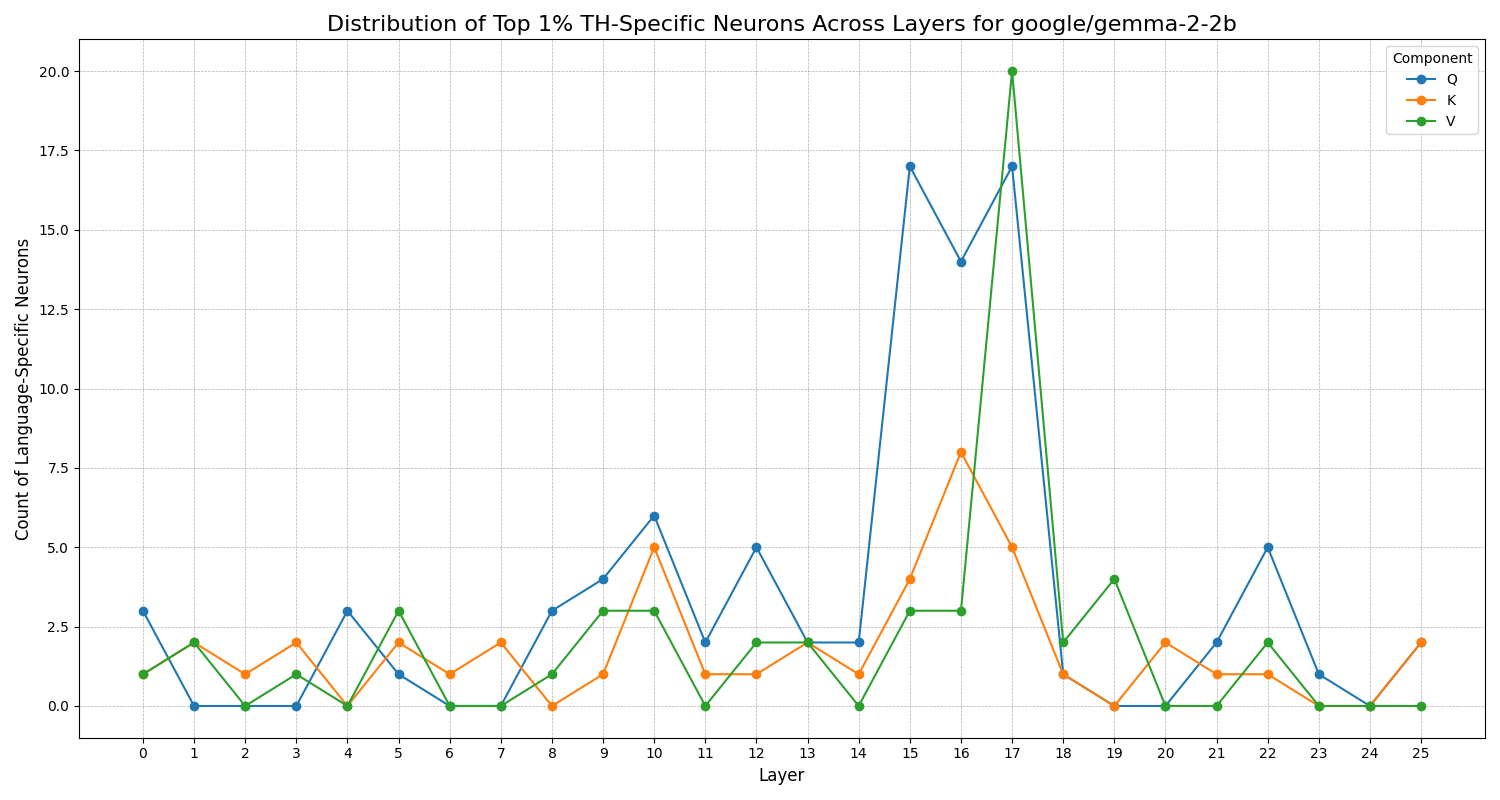 Distribution of Top 1% TH-Specific Neurons Across Layers for google/gemma-2-2b
Component
Q
K
V
Count of Language-Specific Neurons
20.0
17.5
15.0
12.5
10.0
7.5
5.0
2.5
0.0
0 1 2 3 4 5 6 7 8 9 10 11 12 13 14 15 16 17 18 19 20 21 22 23 24 25
Layer